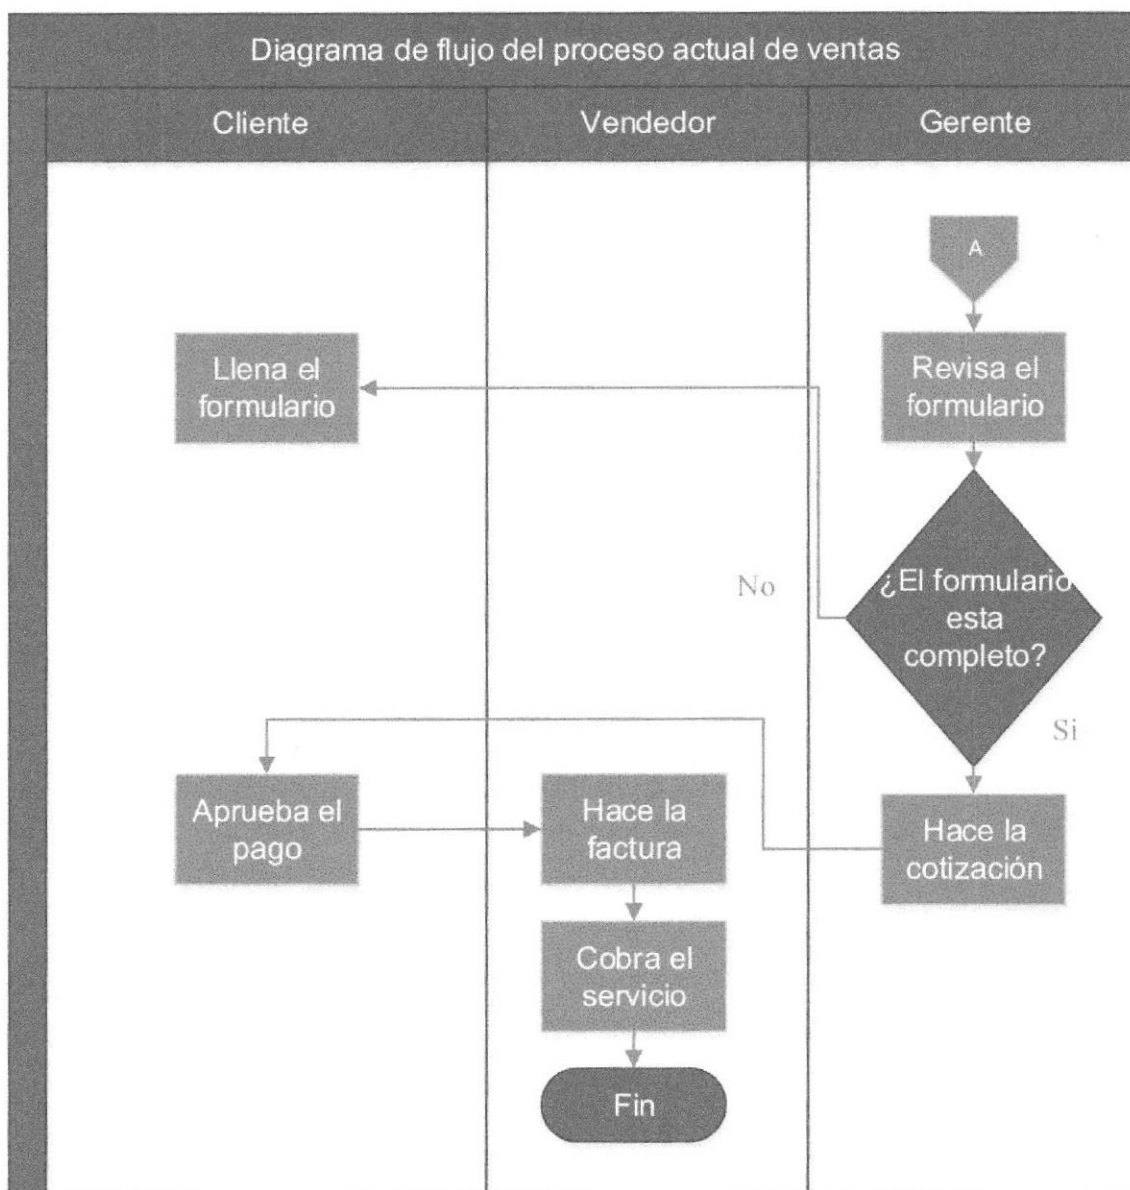 Diagrama de flujo del proceso actual de ventas
Cliente
Vendedor
Gerente
A
Llena el
formulario
Revisa el
formulario
¿El formulario
esta
completo?
No
Si
Aprueba el
pago
Hace la
factura
Hace la
cotización
Cobra el
servicio
Fin